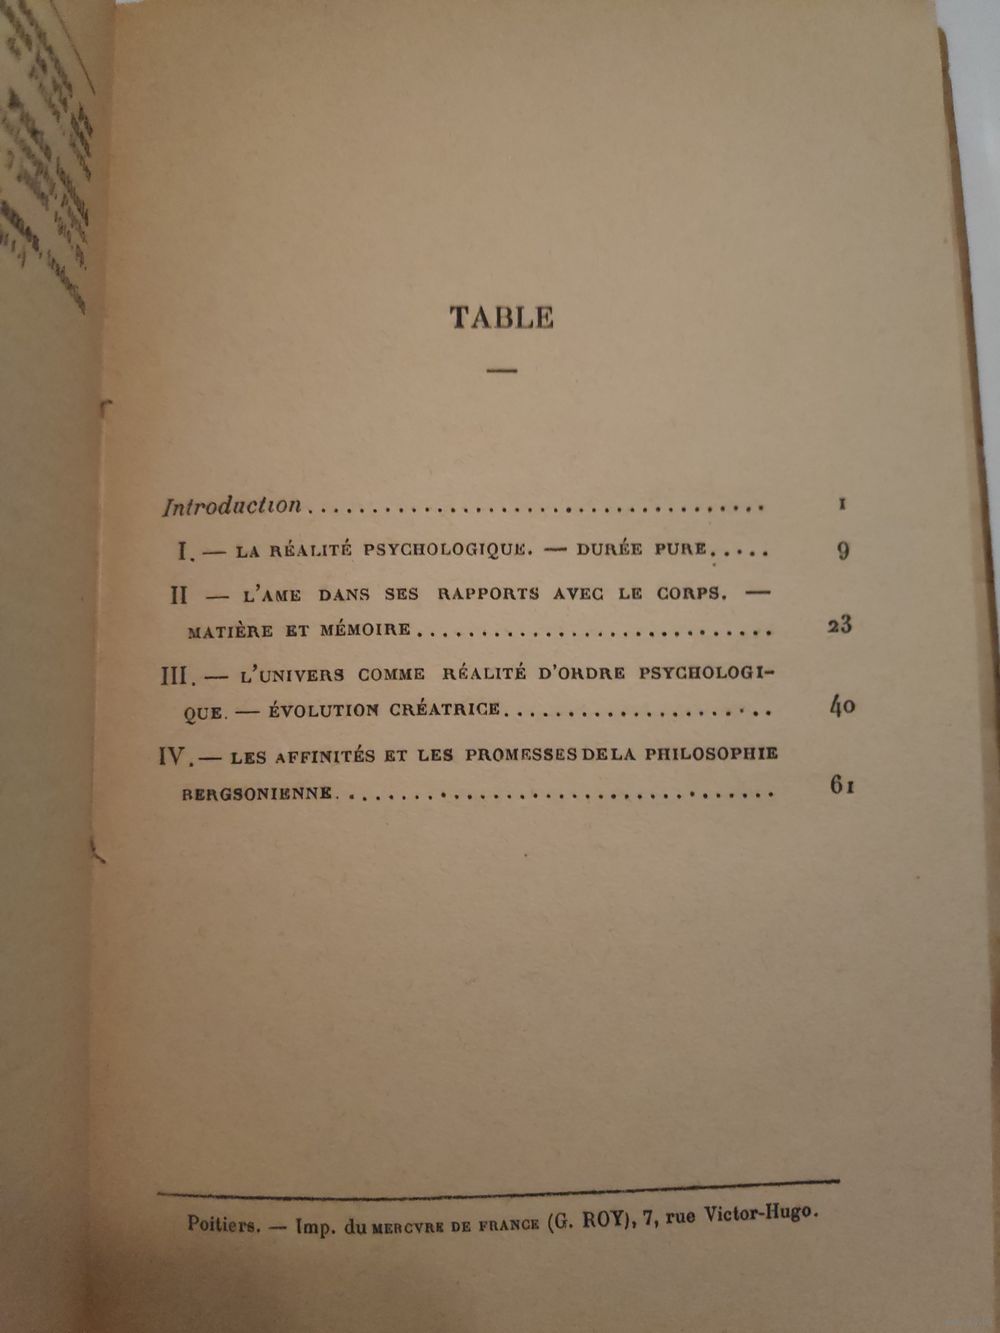 TABLE
Introduction.................................... 1
I. — LA RÉALITÉ PSYCHOLOGIQUE. — DURÉE PURE..... 9
II — L'AME DANS SES RAPPORTS AVEC LE CORPS. —
MATIÈRE ET MÉMOIRE............................ 23
III. — L'UNIVERS COMME RÉALITÉ D'ORDRE PSYCHOLOGI-
QUE. — ÉVOLUTION CRÉATRICE..................... 40
IV. — LES AFFINITÉS ET LES PROMESSES DE LA PHILOSOPHIE
BERGSONIENNE.................................. 61
Poitiers. — Imp. du MERCVRE DE FRANCE (G. ROY), 7, rue Victor-Hugo.